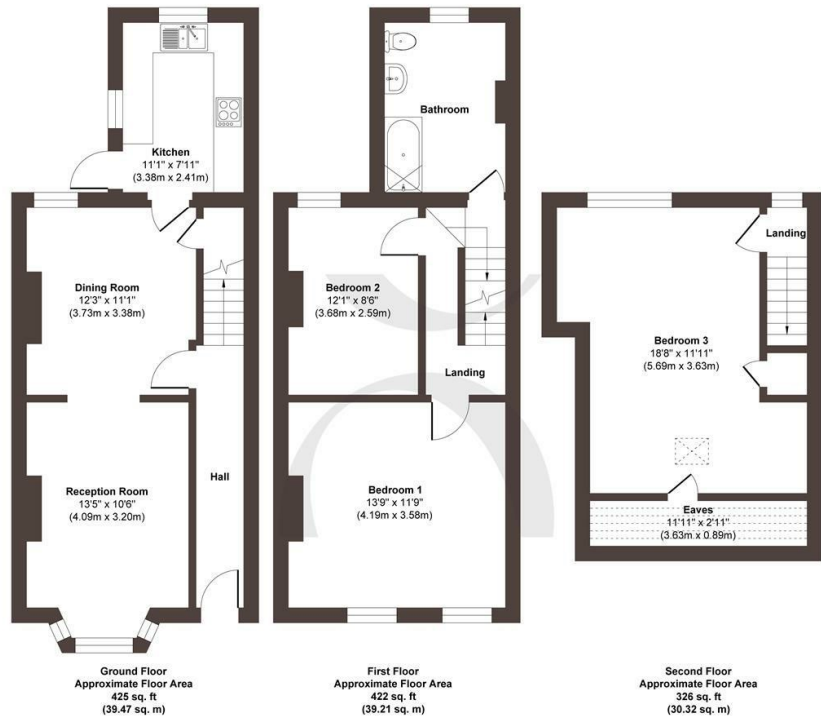 Kitchen
11'1" x 7'11"
(3.38m x 2.41m)
Dining Room
12'3" x 11'1"
(3.73m x 3.38m)
Reception Room
13'5" x 10'6"
(4.09m x 3.20m)
Hall
Ground Floor
Approximate Floor Area
425 sq. ft
(39.47 sq. m)
Bathroom
Bedroom 2
12'1" x 8'6"
(3.68m x 2.59m)
Landing
Bedroom 1
13'9" x 11'9"
(4.19m x 3.58m)
First Floor
Approximate Floor Area
422 sq. ft
(39.21 sq. m)
Landing
Bedroom 3
18'8" x 11'11"
(5.69m x 3.63m)
Eaves
11'11" x 2'11"
(3.63m x 0.89m)
Second Floor
Approximate Floor Area
326 sq. ft
(30.32 sq. m)